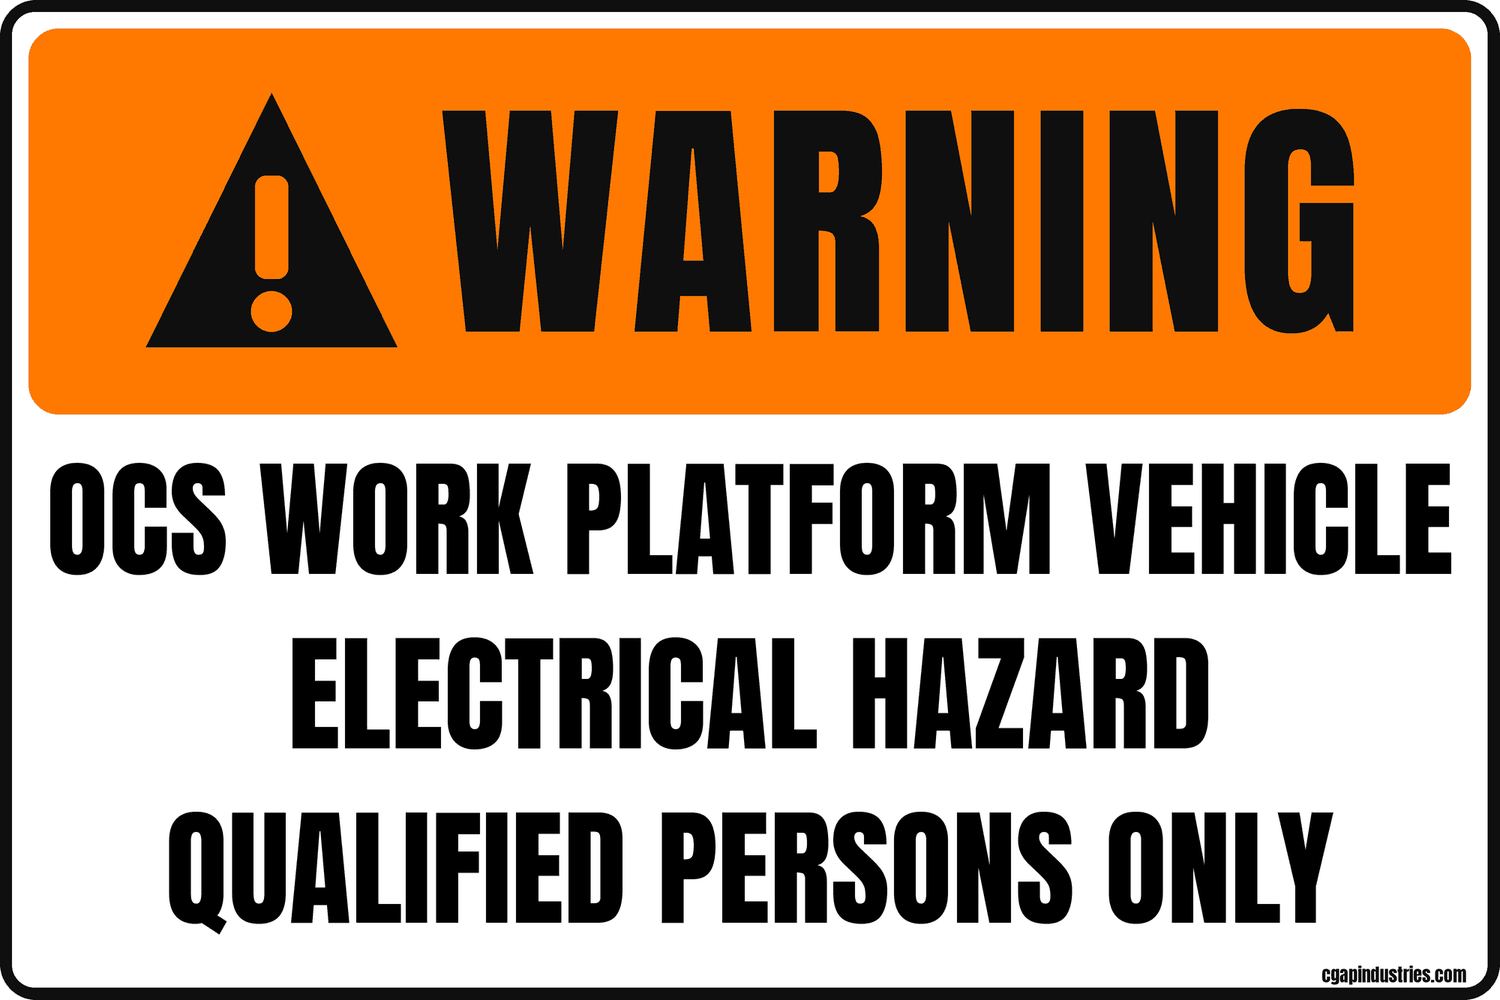 WARNING
OCS WORK PLATFORM VEHICLE
ELECTRICAL HAZARD
QUALIFIED PERSONS ONLY
cgapindustries.com